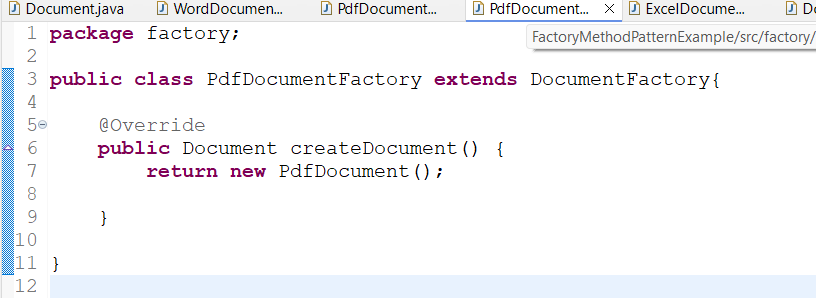 Document.java WordDocumen... PdfDocument... PdfDocument... ExcelDocume... Do
FactoryMethodPatternExample/src/factory/
1 package factory;
2
3 public class PdfDocumentFactory extends DocumentFactory{
4
5 @Override
6 public Document createDocument() {
7 return new PdfDocument();
8
9 }
10
11 }
12